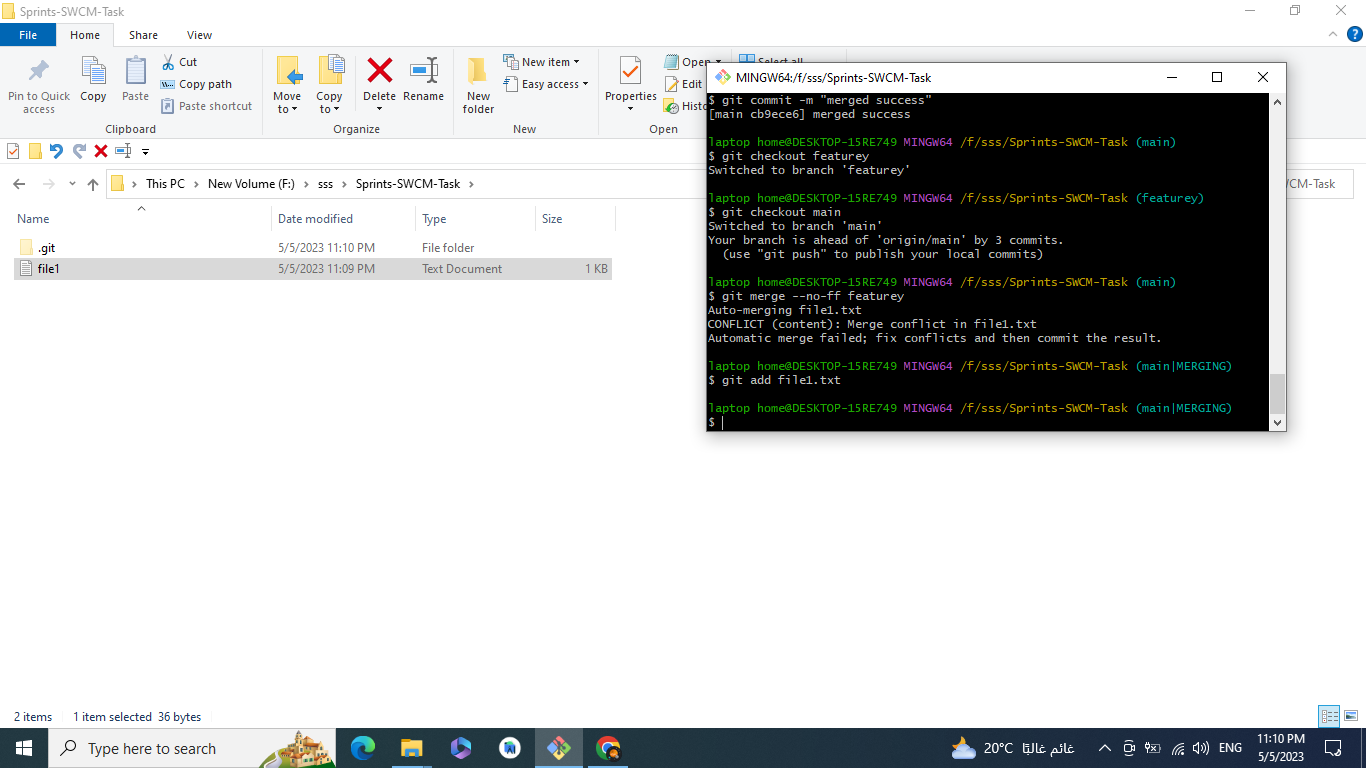 Sprints-SWCM-Task
File Home Share View
Pin to Quick access
Copy
Paste
Cut
Copy path
Paste shortcut
Clipboard
Move to
Copy to
Delete
Rename
Organize
New folder
New item
Easy access
New
Properties
Open
Edit
Histo
Open
Select all
This PC > New Volume (F:) > sss > Sprints-SWCM-Task >
CM-Task
Name Date modified Type Size
.git 5/5/2023 11:10 PM File folder
file1 5/5/2023 11:09 PM Text Document 1 KB
MINGW64:/f/sss/Sprints-SWCM-Task
$ git commit -m "merged success"
[main cb9ece6] merged success
laptop home@DESKTOP-15RE749 MINGW64 /f/sss/Sprints-SWCM-Task (main)
$ git checkout featurey
Switched to branch 'featurey'
laptop home@DESKTOP-15RE749 MINGW64 /f/sss/Sprints-SWCM-Task (featurey)
$ git checkout main
Switched to branch 'main'
Your branch is ahead of 'origin/main' by 3 commits.
(use "git push" to publish your local commits)
laptop home@DESKTOP-15RE749 MINGW64 /f/sss/Sprints-SWCM-Task (main)
$ git merge --no-ff featurey
Auto-merging file1.txt
CONFLICT (content): Merge conflict in file1.txt
Automatic merge failed; fix conflicts and then commit the result.
laptop home@DESKTOP-15RE749 MINGW64 /f/sss/Sprints-SWCM-Task (main|MERGING)
$ git add file1.txt
laptop home@DESKTOP-15RE749 MINGW64 /f/sss/Sprints-SWCM-Task (main|MERGING)
$
2 items 1 item selected 36 bytes
Type here to search
20°C غائم غالبًا
ENG
11:10 PM
5/5/2023